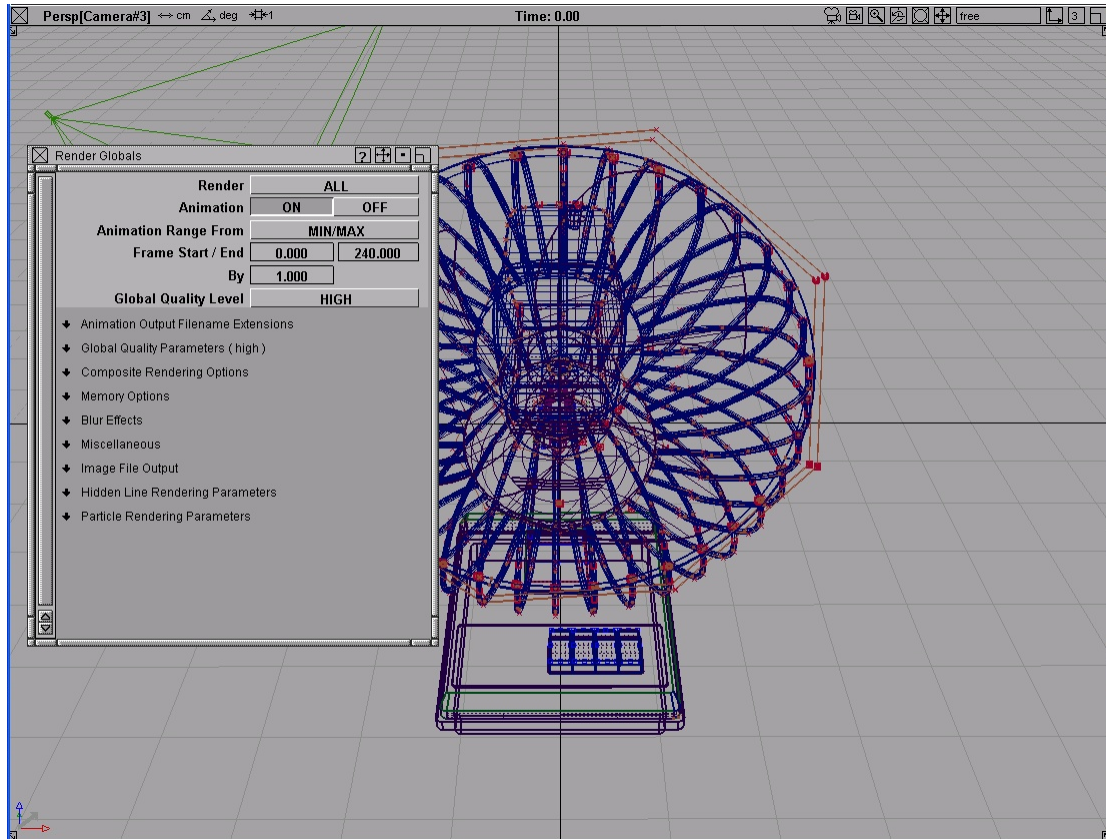 Persp[Camera#3] cm deg 1 Time: 0.00 free 3
Render Globals ?
Render ALL
Animation ON OFF
Animation Range From MIN/MAX
Frame Start / End 0.000 240.000
By 1.000
Global Quality Level HIGH
Animation Output Filename Extensions
Global Quality Parameters ( high )
Composite Rendering Options
Memory Options
Blur Effects
Miscellaneous
Image File Output
Hidden Line Rendering Parameters
Particle Rendering Parameters